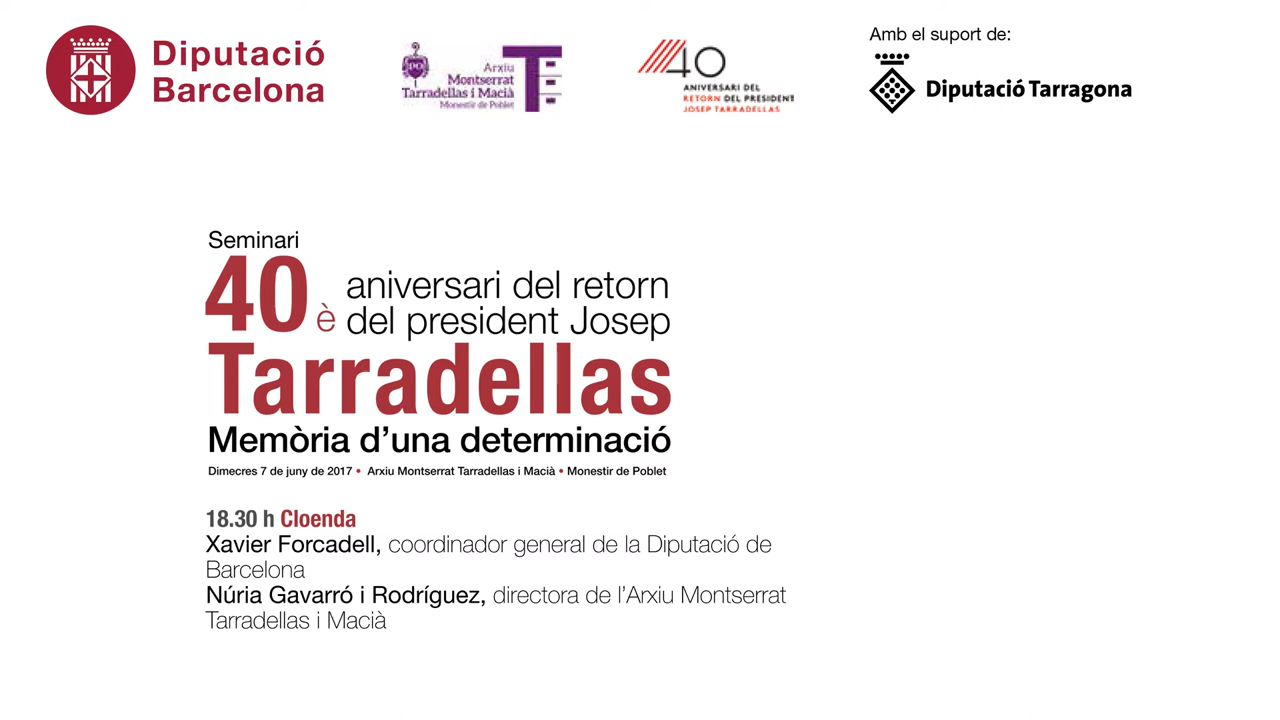 Diputació
Barcelona
Arxiu
Montserrat
Tarradellas i Macià
Monestir de Poblet
40
ANIVERSARI DEL
RETORN DEL PRESIDENT
JOSEP TARRADELLAS
Amb el suport de:
Diputació Tarragona
Seminari
40è aniversari del retorn
del president Josep
Tarradellas
Memòria d’una determinació
Dimecres 7 de juny de 2017 • Arxiu Montserrat Tarradellas i Macià • Monestir de Poblet
18.30 h Cloenda
Xavier Forcadell, coordinador general de la Diputació de
Barcelona
Núria Gavarró i Rodríguez, directora de l’Arxiu Montserrat
Tarradellas i Macià